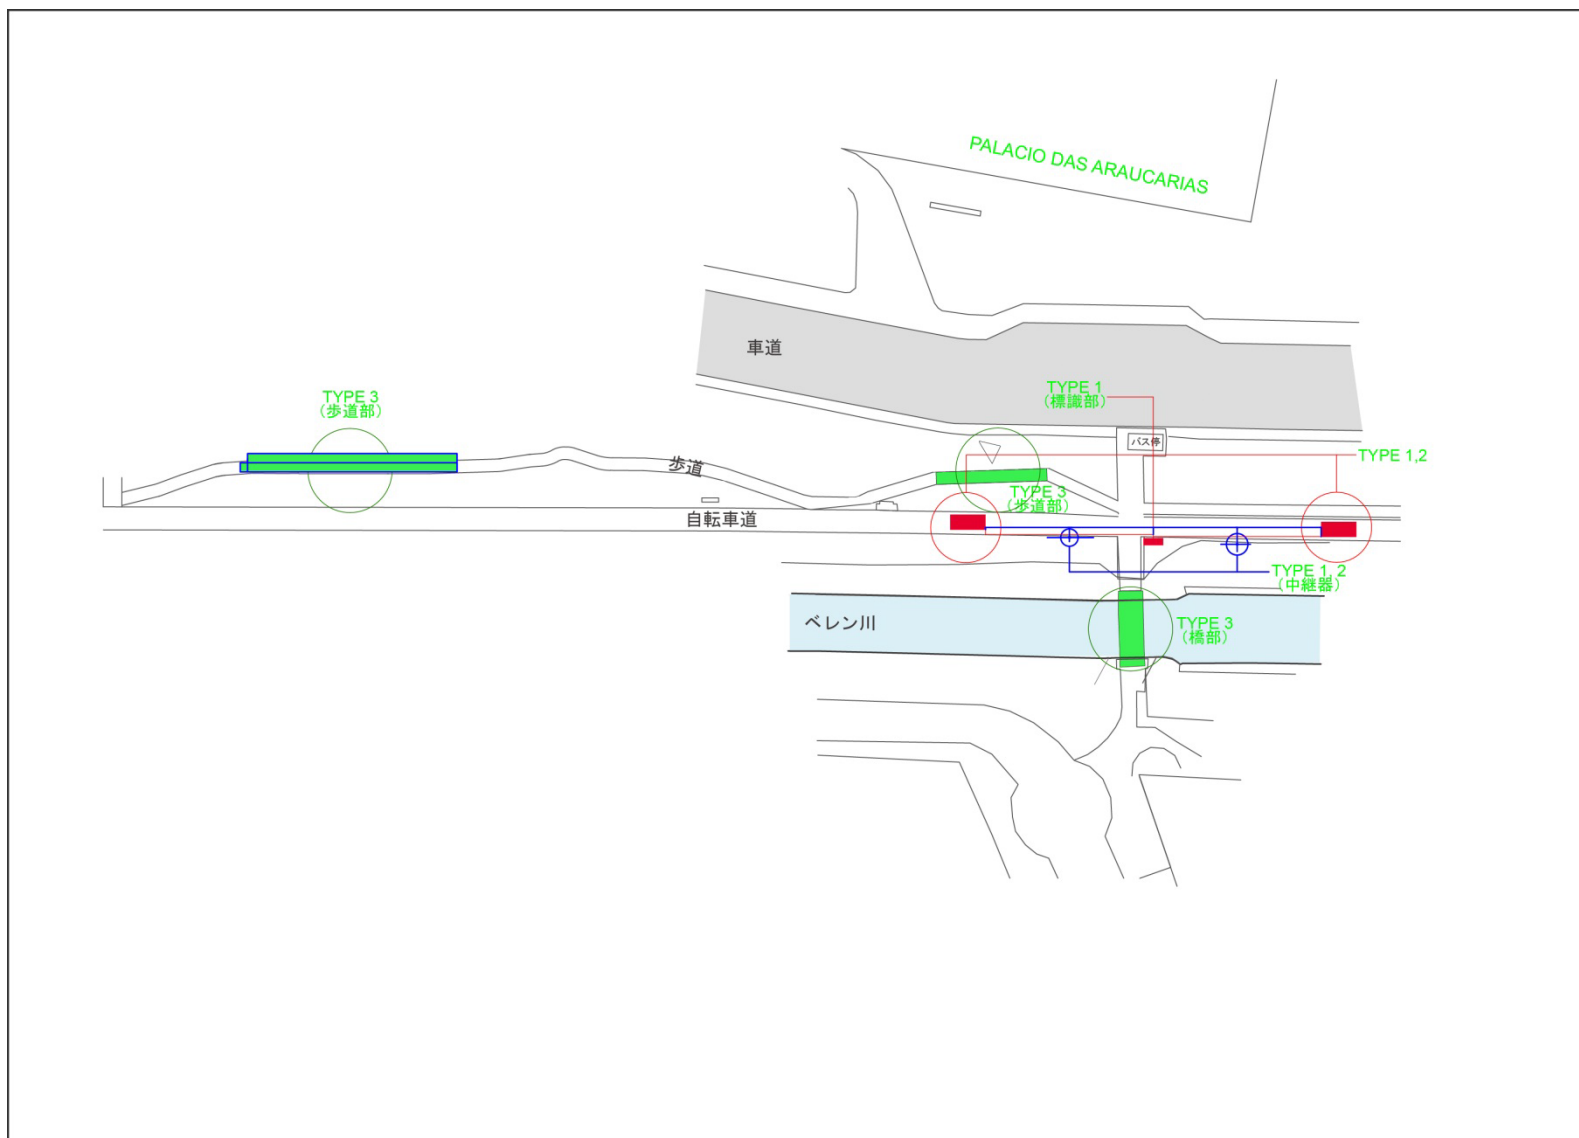 PALACIO DAS ARAUCARIAS
車道
TYPE 3
（歩道部）
TYPE 1
（標識部）
バス停
TYPE 1,2
歩道
TYPE 3
（歩道部）
自転車道
TYPE 1, 2
（中継器）
ベレン川
TYPE 3
（橋部）